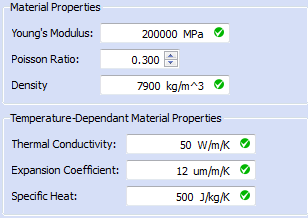 Material Properties
Young's Modulus: 200000 MPa
Poisson Ratio: 0.300
Density 7900 kg/m^3
Temperature-Dependant Material Properties
Thermal Conductivity: 50 W/m/K
Expansion Coefficient: 12 um/m/K
Specific Heat: 500 J/kg/K